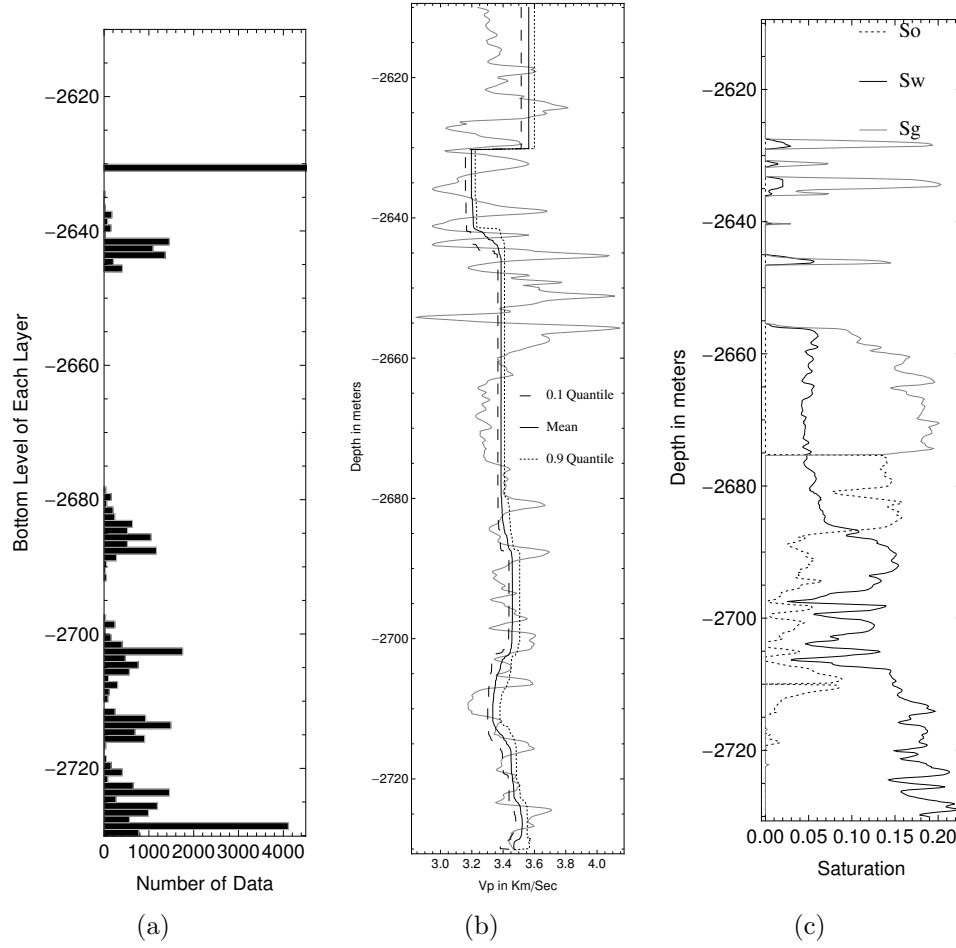 −2620
−2640
−2660
−2680
−2700
−2720
Bottom Level of Each Layer
0
1000
2000
3000
4000
Number of Data
(a)
−2620
−2640
−2660
−2680
−2700
−2720
Depth in meters
0.1 Quantile
Mean
0.9 Quantile
3.0
3.2
3.4
3.6
3.8
4.0
Vp in Km/Sec
(b)
So
Sw
Sg
−2620
−2640
−2660
−2680
−2700
−2720
Depth in meters
0.00
0.05
0.10
0.15
0.20
Saturation
(c)